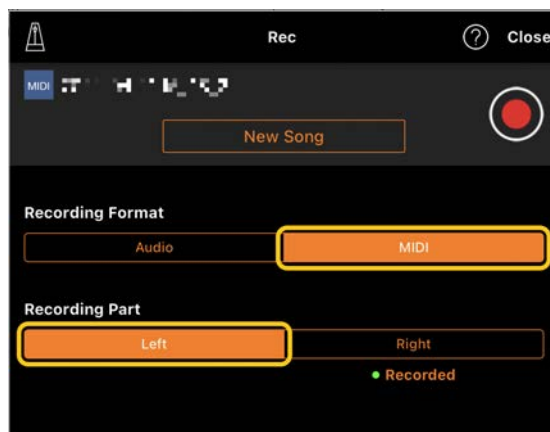 Rec
? Close
MIDI
New Song
Recording Format
Audio MIDI
Recording Part
Left Right
Recorded